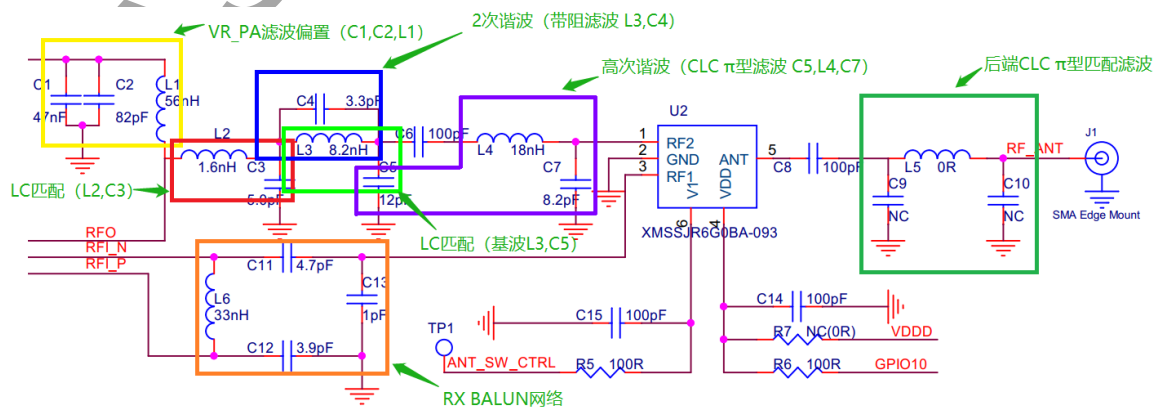 VR_PA滤波偏置（C1,C2,L1）
2次谐波（带阻滤波 L3,C4）
高次谐波（CLC π型滤波 C5,L4,C7）
后端CLC π型匹配滤波
C1
47nF
C2
82pF
L1
56nH
C4
3.3pF
L2
1.6nH
C3
5.0pF
L3
8.2nH
C5
12pF
C6
100pF
L4
18nH
C7
8.2pF
U2
1
2
3
RF2
GND
RF1
ANT
5
V1
VDD
6
4
XMSSJR6G0BA-093
C8
100pF
L5
0R
RF_ANT
J1
C9
NC
C10
NC
SMA Edge Mount
LC匹配（L2,C3）
LC匹配（基波L3,C5）
RFO
RFI_N
RFI_P
C11
4.7pF
L6
33nH
C13
1pF
C12
3.9pF
RX BALUN网络
TP1
ANT_SW_CTRL
C15
100pF
R5
100R
C14
100pF
R7
NC(0R)
VDDD
R6
100R
GPIO10